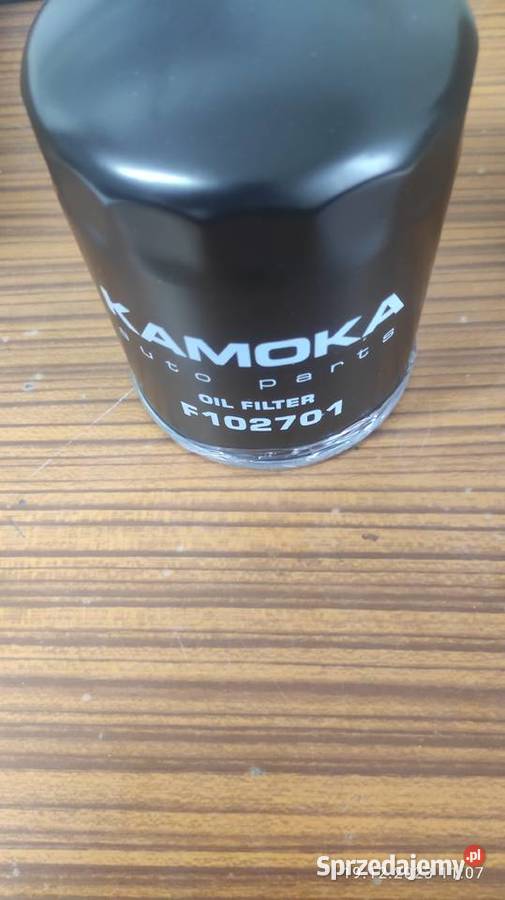 KAMOKA
auto parts
OIL FILTER
F102701
Sprzedajemy.pl